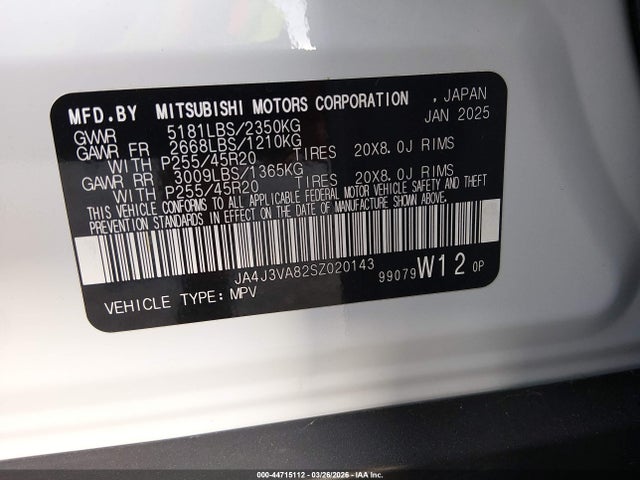 MFD.BY MITSUBISHI MOTORS CORPORATION , JAPAN
GVWR 5181LBS/2350KG JAN 2025
GAWR FR 2668LBS/1210KG
WITH P255/45R20 TIRES 20X8.0J RIMS
GAWR RR 3009LBS/1365KG
WITH P255/45R20 TIRES 20X8.0J RIMS
THIS VEHICLE CONFORMS TO ALL APPLICABLE FEDERAL MOTOR VEHICLE SAFETY AND THEFT
PREVENTION STANDARDS IN EFFECT ON THE DATE OF MANUFACTURE SHOWN ABOVE.
JA4J3VA82SZ020143
99079 W12 0P
VEHICLE TYPE: MPV
000-44715112 | 03/26/2026 - IAA Inc.